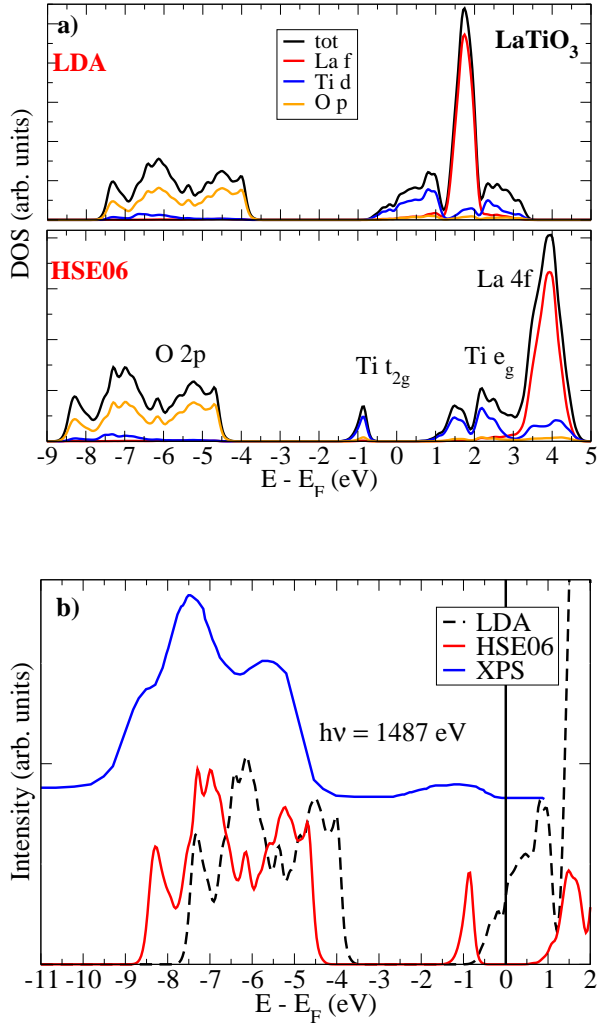 a)
LDA
tot
La f
Ti d
O p
LaTiO3
DOS (arb. units)
HSE06
O 2p
Ti t2g
Ti eg
La 4f
-9 -8 -7 -6 -5 -4 -3 -2 -1 0 1 2 3 4 5
E - EF (eV)
b)
LDA
HSE06
XPS
hν = 1487 eV
Intensity (arb. units)
-11 -10 -9 -8 -7 -6 -5 -4 -3 -2 -1 0 1 2
E - EF (eV)